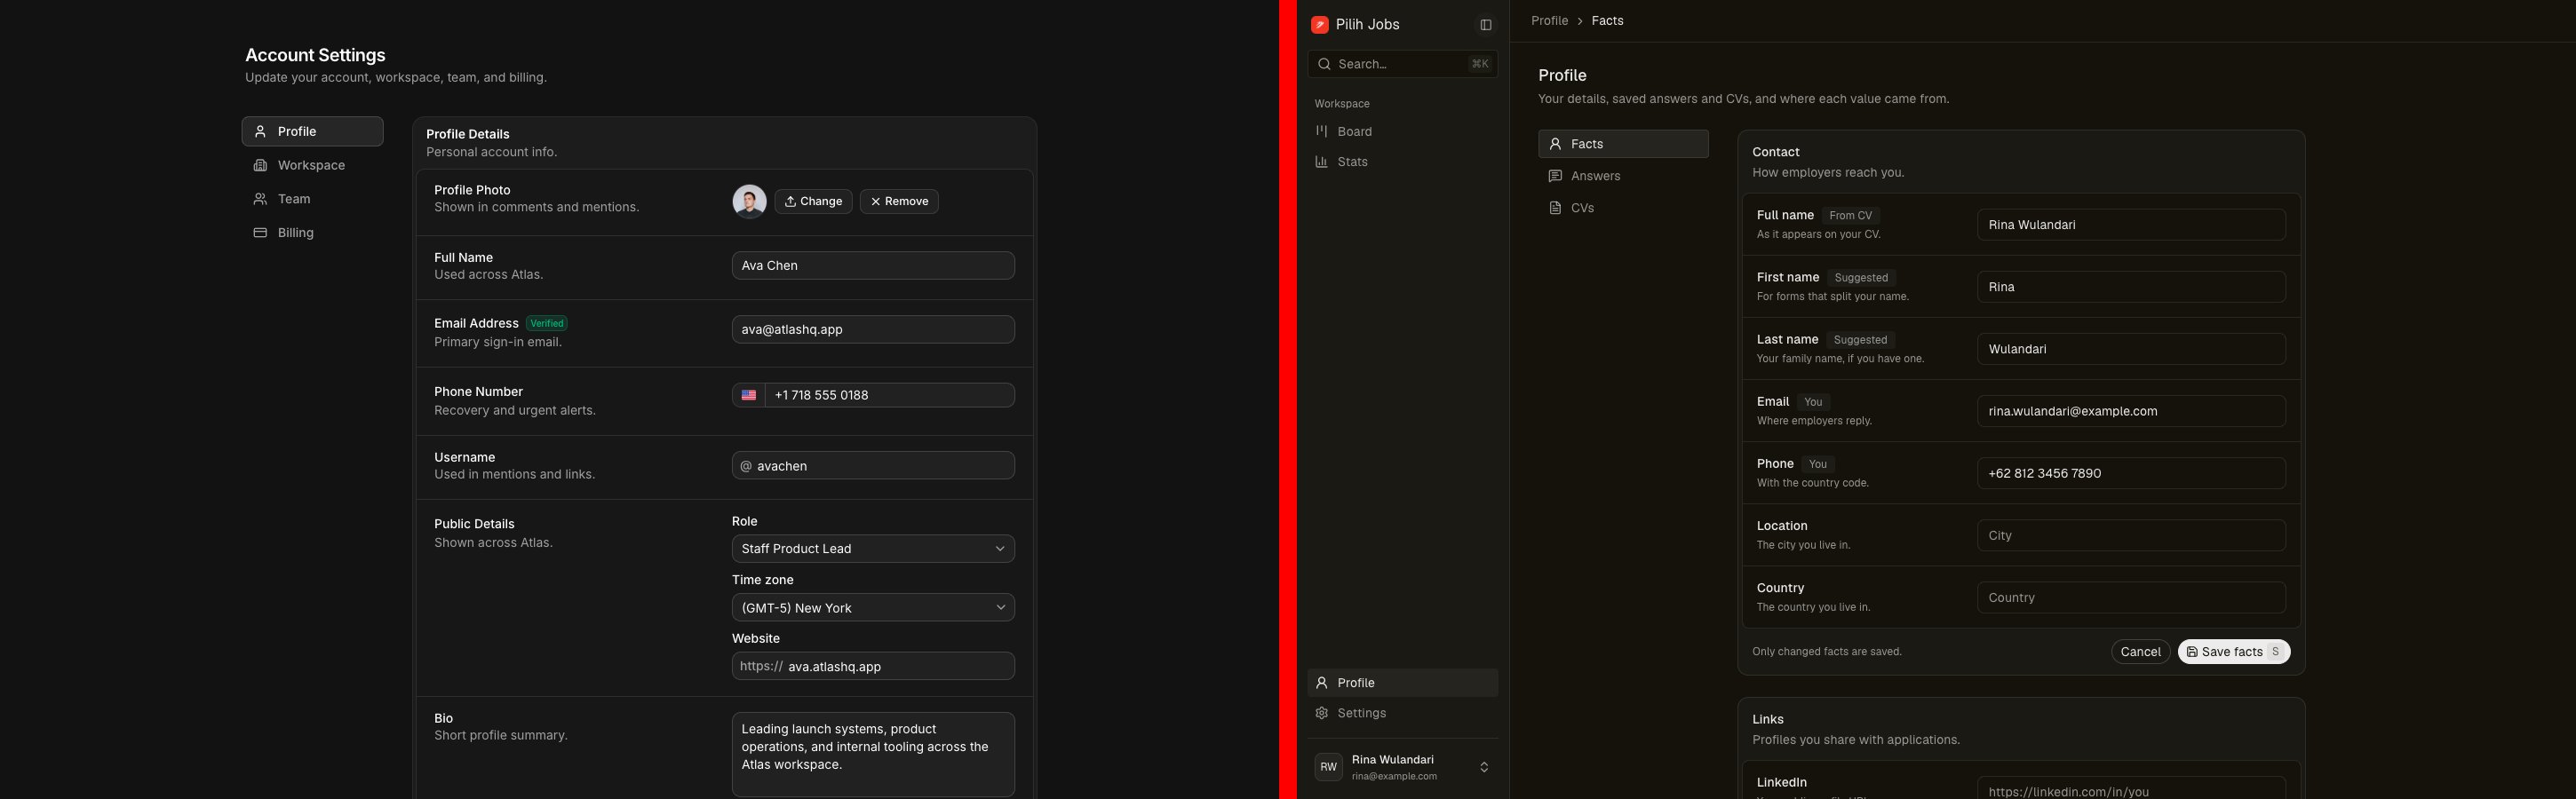 Account Settings
Update your account, workspace, team, and billing.
Profile
Workspace
Team
Billing
Profile Details
Personal account info.
Profile Photo
Shown in comments and mentions.
Change
Remove
Full Name
Used across Atlas.
Ava Chen
Email Address Verified
Primary sign-in email.
ava@atlashq.app
Phone Number
Recovery and urgent alerts.
+1 718 555 0188
Username
Used in mentions and links.
@ avachen
Public Details
Shown across Atlas.
Role
Staff Product Lead
Time zone
(GMT-5) New York
Website
https:// ava.atlashq.app
Bio
Short profile summary.
Leading launch systems, product
operations, and internal tooling across the
Atlas workspace.
Pilih Jobs
Search... ⌘K
Workspace
Board
Stats
Profile
Settings
RW
Rina Wulandari
rina@example.com
Profile > Facts
Profile
Your details, saved answers and CVs, and where each value came from.
Facts
Answers
CVs
Contact
How employers reach you.
Full name From CV
As it appears on your CV.
Rina Wulandari
First name Suggested
For forms that split your name.
Rina
Last name Suggested
Your family name, if you have one.
Wulandari
Email You
Where employers reply.
rina.wulandari@example.com
Phone You
With the country code.
+62 812 3456 7890
Location
The city you live in.
City
Country
The country you live in.
Country
Only changed facts are saved.
Cancel
Save facts S
Links
Profiles you share with applications.
LinkedIn
https://linkedin.com/in/you